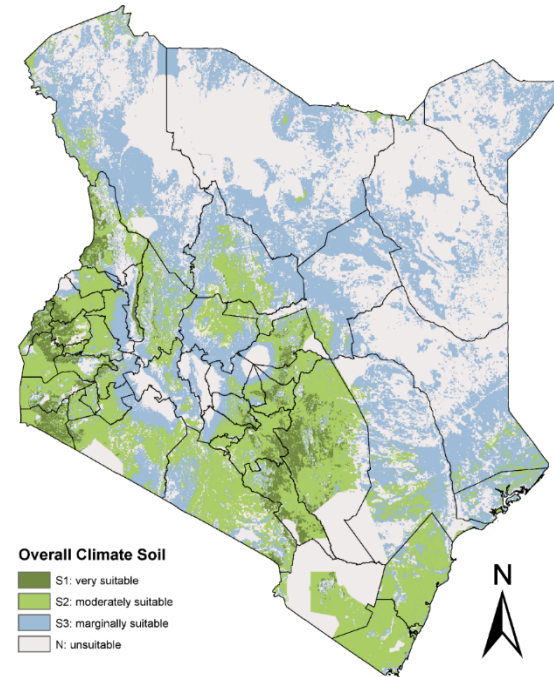 Overall Climate Soil
S1: very suitable
S2: moderately suitable
S3: marginally suitable
N: unsuitable
N